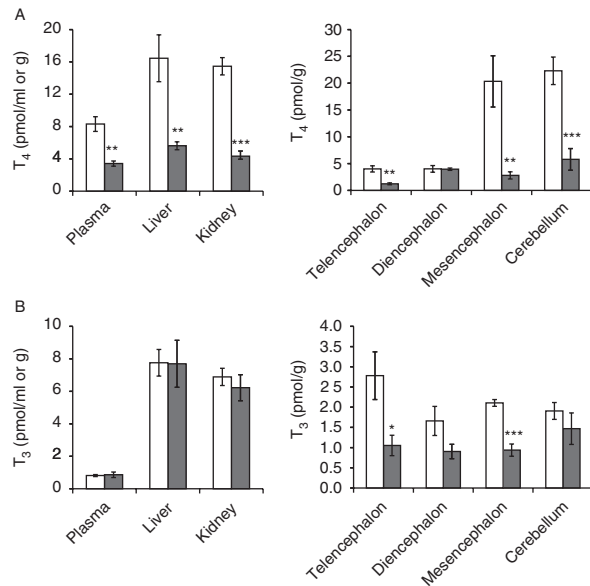 A
T4 (pmol/ml or g)
20
16
12
8
4
0
**
**
***
Plasma
Liver
Kidney
T4 (pmol/g)
30
25
20
15
10
5
0
**
**
***
Telencephalon
Diencephalon
Mesencephalon
Cerebellum
B
T3 (pmol/ml or g)
10
8
6
4
2
0
Plasma
Liver
Kidney
T3 (pmol/g)
4.0
3.5
3.0
2.5
2.0
1.5
1.0
0.5
0.0
*
***
Telencephalon
Diencephalon
Mesencephalon
Cerebellum